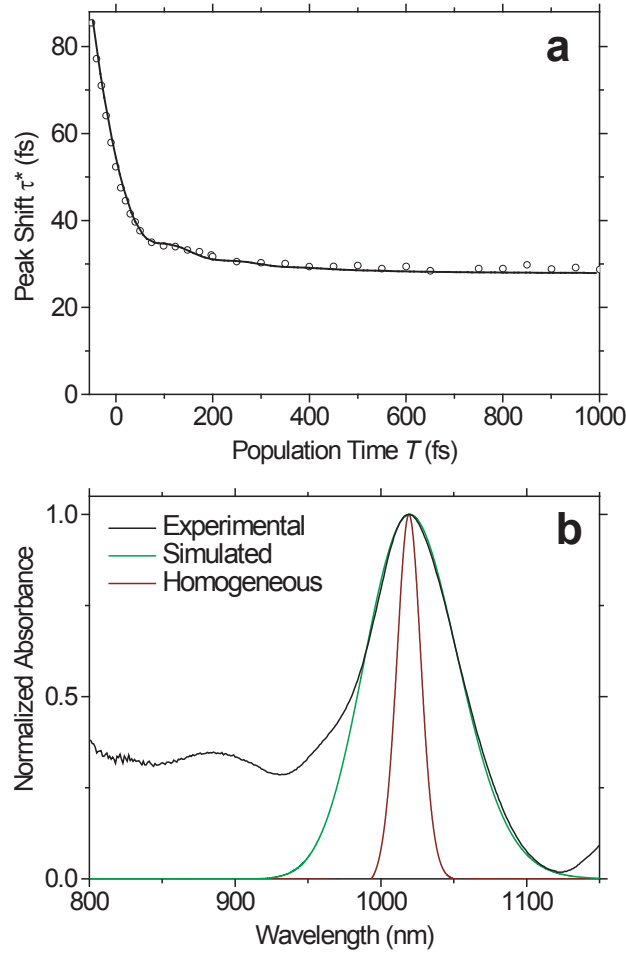 a
80
60
40
20
0
Peak Shift τ* (fs)
0 200 400 600 800 1000
Population Time T (fs)
b
Experimental
Simulated
Homogeneous
1.0
0.5
0.0
Normalized Absorbance
800 900 1000 1100
Wavelength (nm)